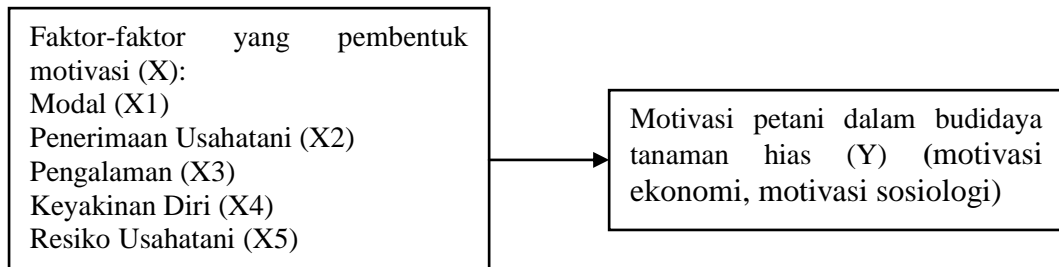 Faktor-faktor yang pembentuk
motivasi (X):
Modal (X1)
Penerimaan Usahatani (X2)
Pengalaman (X3)
Keyakinan Diri (X4)
Resiko Usahatani (X5)
Motivasi petani dalam budidaya
tanaman hias (Y) (motivasi
ekonomi, motivasi sosiologi)